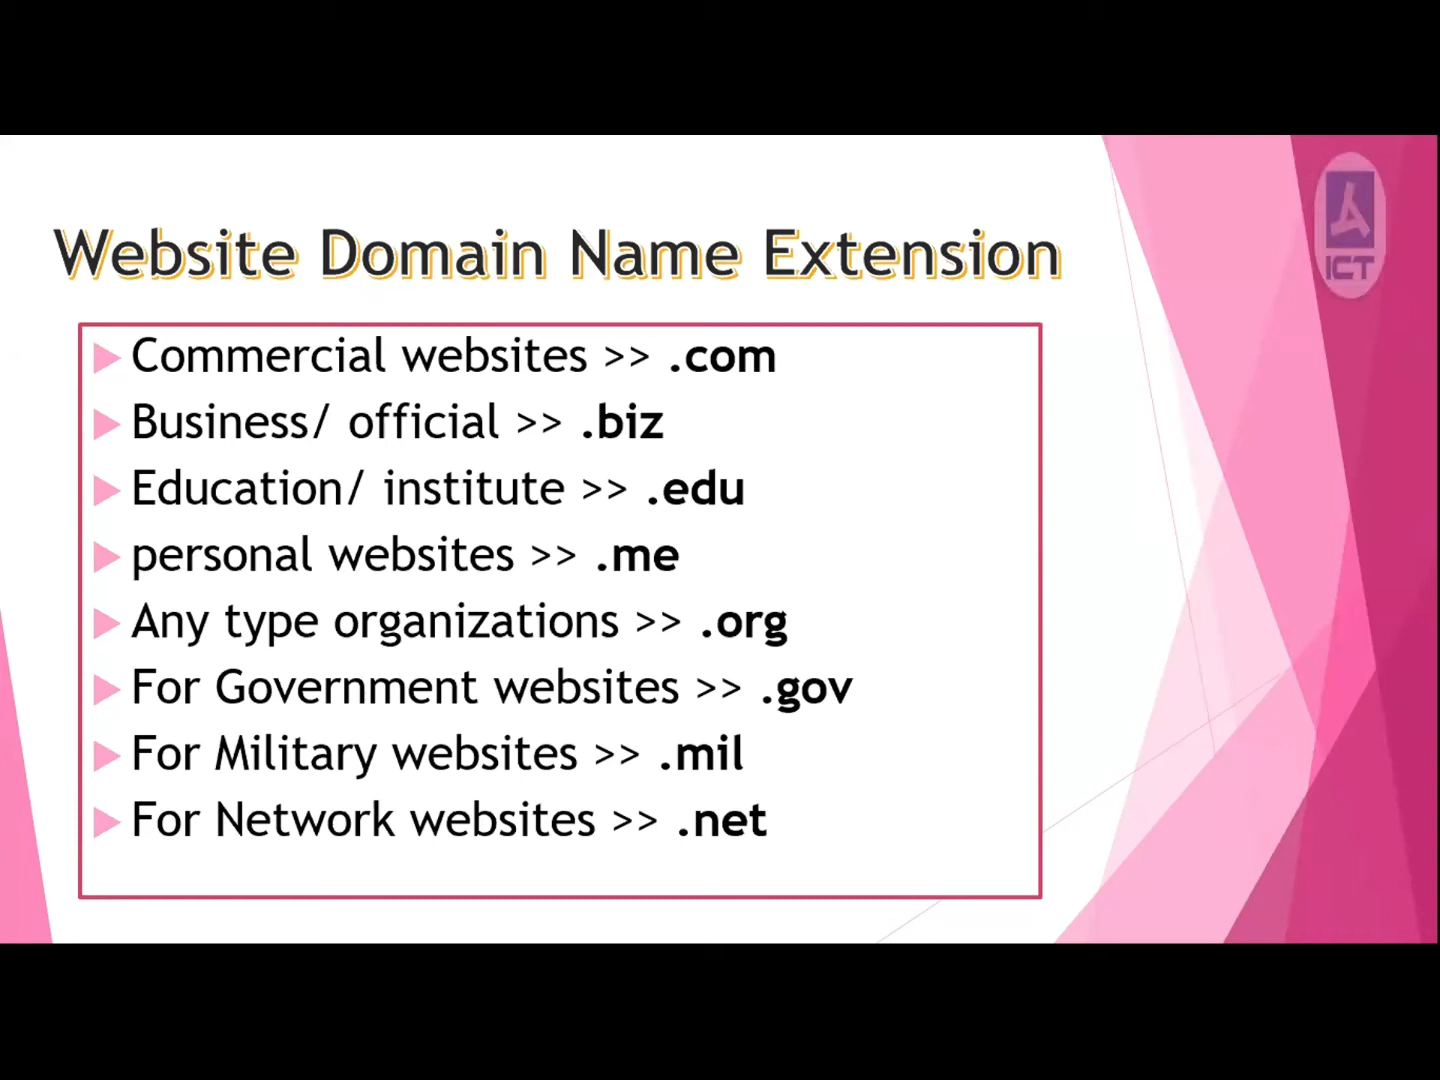 Website Domain Name Extension
ICT
Commercial websites >> .com
Business/ official >> .biz
Education/ institute >> .edu
personal websites >> .me
Any type organizations >> .org
For Government websites >> .gov
For Military websites >> .mil
For Network websites >> .net